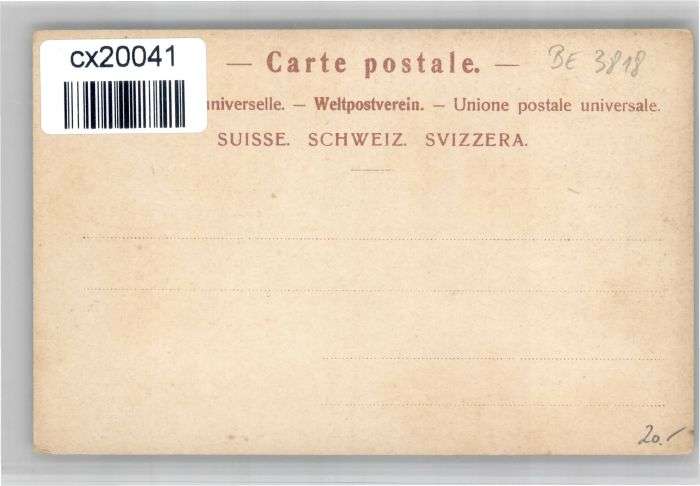 cx20041
— Carte postale. —
BE 3818
universelle. — Weltpostverein. — Unione postale universale.
SUISSE. SCHWEIZ. SVIZZERA.
20.-